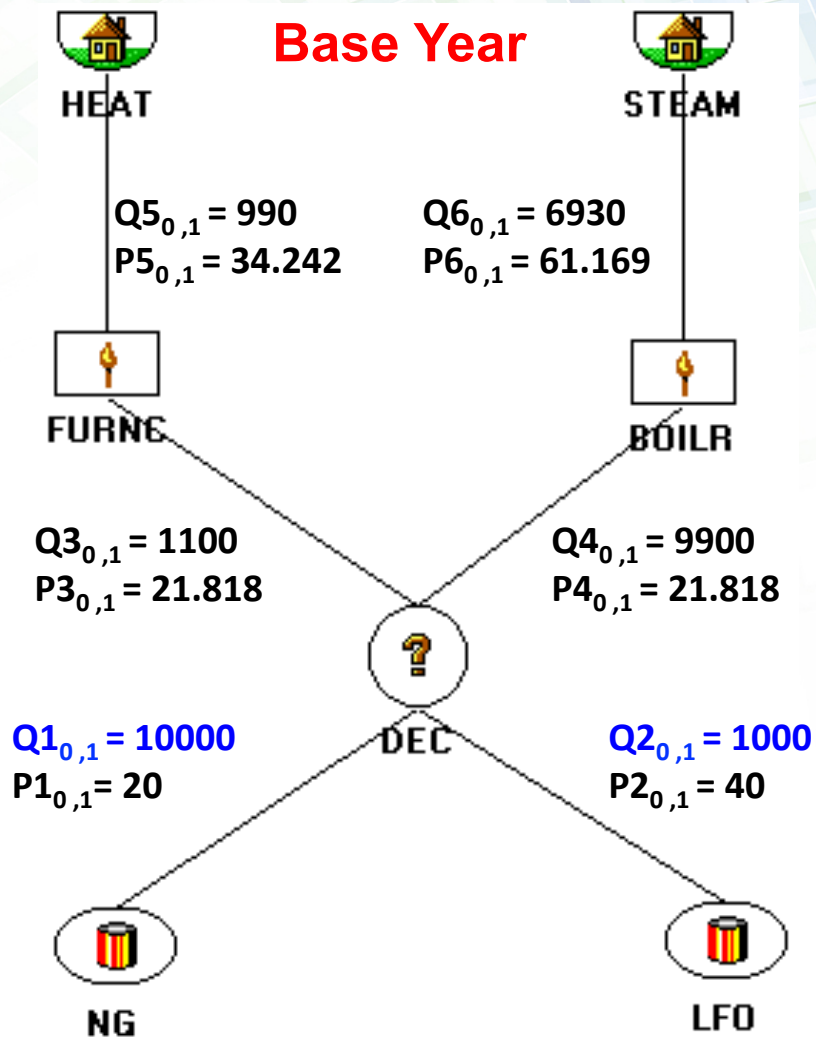 Base Year
HEAT
STEAM
Q5₀,₁ = 990
P5₀,₁ = 34.242
Q6₀,₁ = 6930
P6₀,₁ = 61.169
FURNC
BOILR
Q3₀,₁ = 1100
P3₀,₁ = 21.818
Q4₀,₁ = 9900
P4₀,₁ = 21.818
?
DEC
Q1₀,₁ = 10000
P1₀,₁= 20
Q2₀,₁ = 1000
P2₀,₁ = 40
NG
LFO